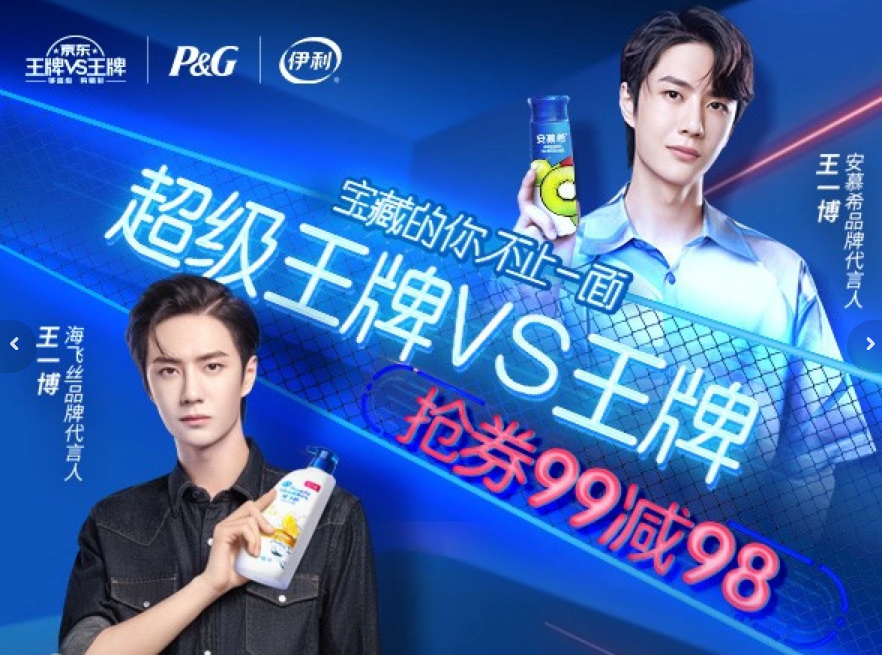 京东
王牌VS王牌
P&G
伊利
安慕希
安慕希品牌代言人
王一博
宝藏的你 不止一面
超级王牌VS王牌
抢券99减98
海飞丝品牌代言人
王一博